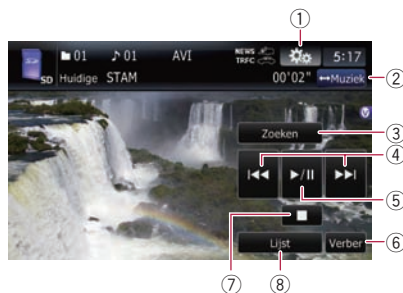 ①
01 01 AVI NEWS TRFC 5:17
SD Huidige STAM 00'02" ↔Muziek ②
Zoeken ③
④
►/II ⑤
Lijst Verber ⑥
⑦ ⑧